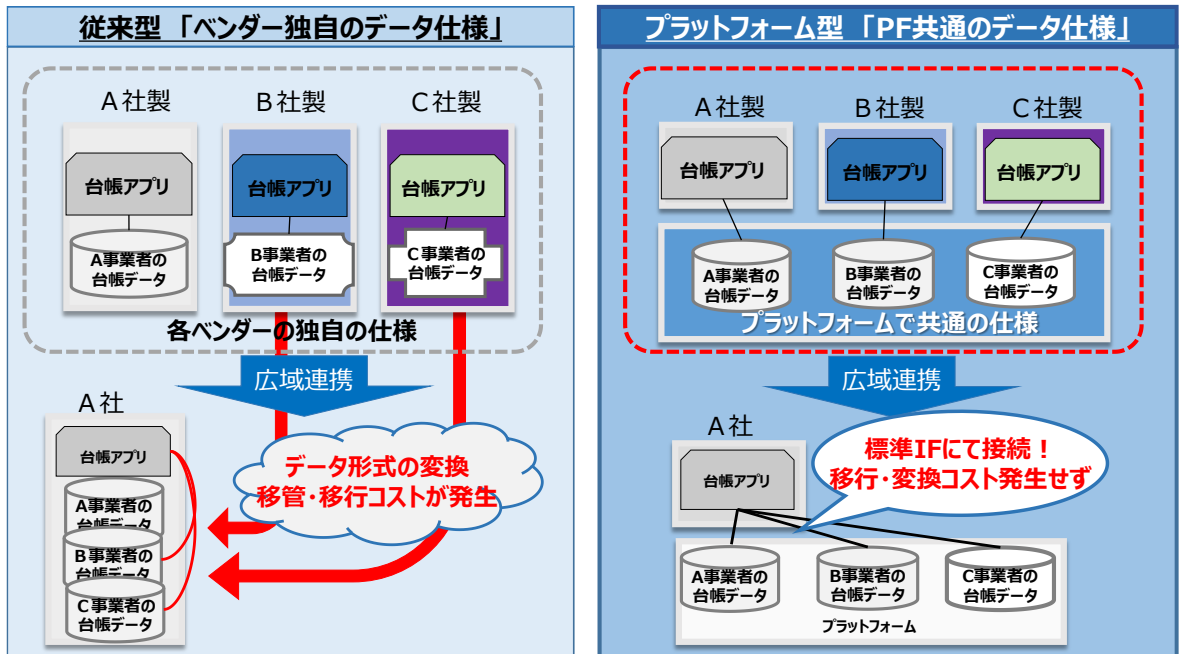 従来型 「ベンダー独自のデータ仕様」
A社製
B社製
C社製
台帳アプリ
台帳アプリ
台帳アプリ
A事業者の
台帳データ
B事業者の
台帳データ
C事業者の
台帳データ
各ベンダーの独自の仕様
広域連携
A社
台帳アプリ
A事業者の
台帳データ
B事業者の
台帳データ
C事業者の
台帳データ
データ形式の変換
移管・移行コストが発生
プラットフォーム型 「PF共通のデータ仕様」
A社製
B社製
C社製
台帳アプリ
台帳アプリ
台帳アプリ
A事業者の
台帳データ
B事業者の
台帳データ
C事業者の
台帳データ
プラットフォームで共通の仕様
広域連携
A社
台帳アプリ
標準IFにて接続！
移行・変換コスト発生せず
A事業者の
台帳データ
B事業者の
台帳データ
C事業者の
台帳データ
プラットフォーム